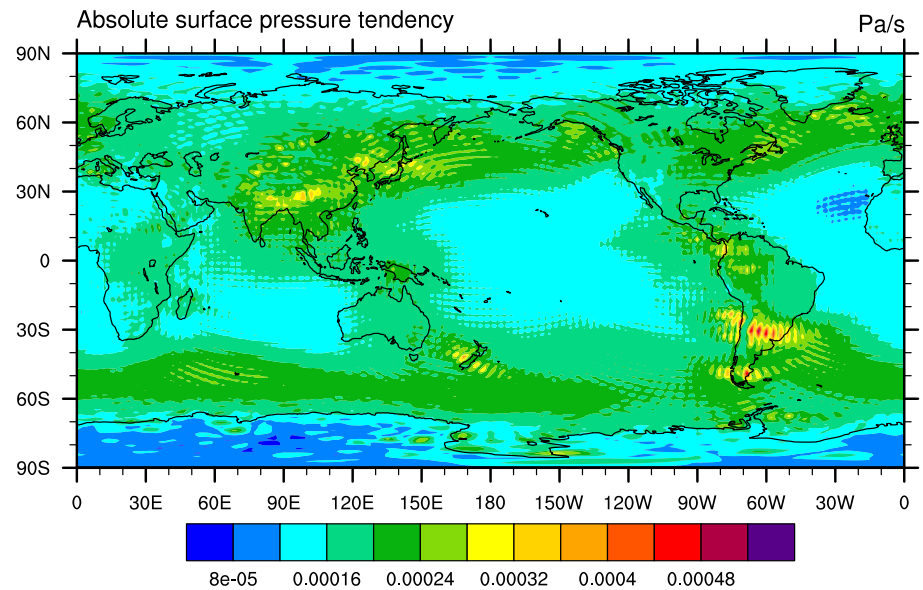 Absolute surface pressure tendency Pa/s
90N
60N
30N
0
30S
60S
90S
0 30E 60E 90E 120E 150E 180 150W 120W 90W 60W 30W 0
8e-05 0.00016 0.00024 0.00032 0.0004 0.00048